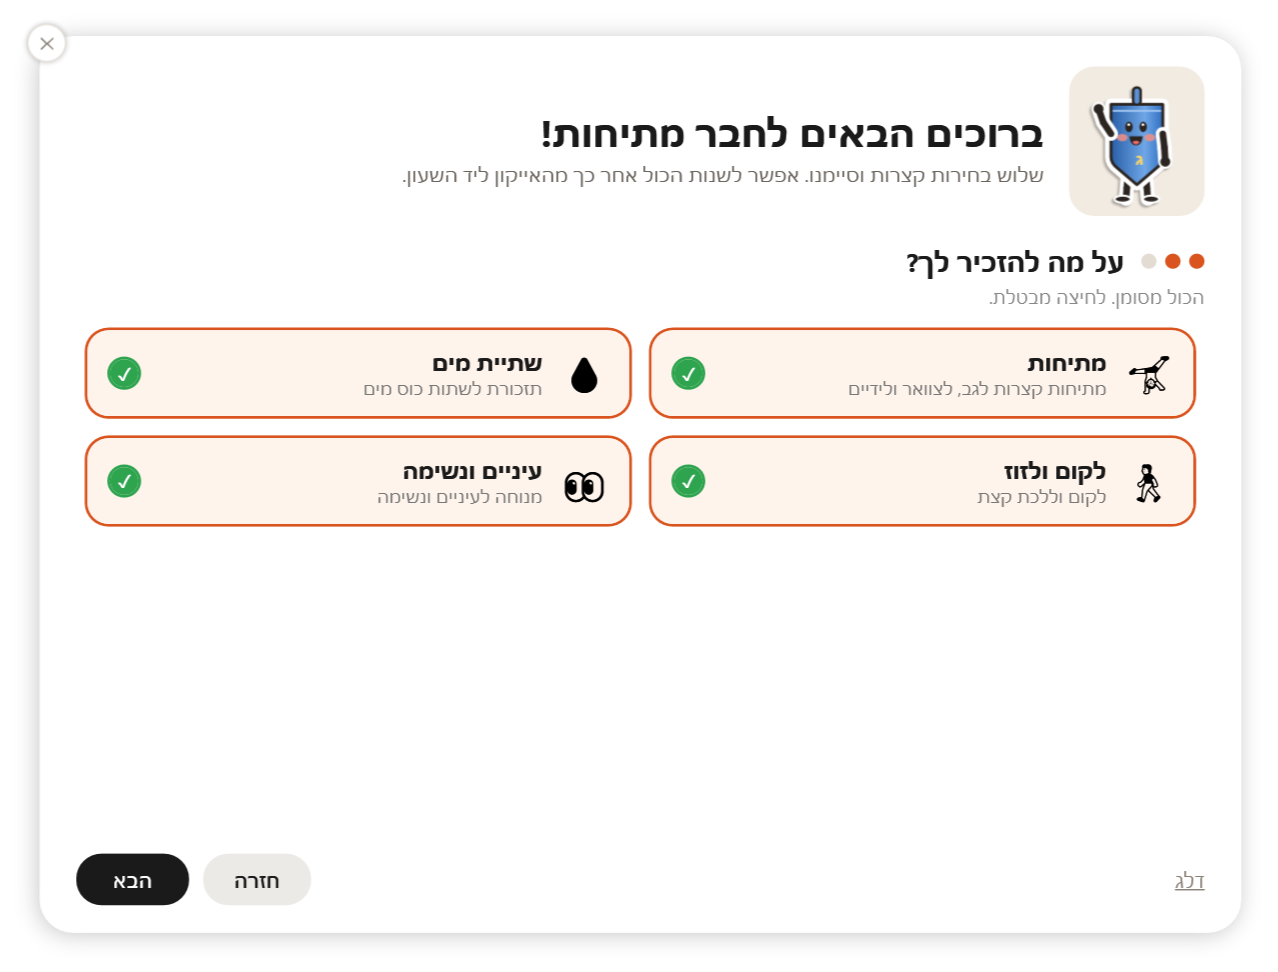 ברוכים הבאים לחבר מתיחות!
שלוש בחירות קצרות וסיימנו. אפשר לשנות הכול אחר כך מהאייקון ליד השעון.
ג
על מה להזכיר לך?
הכול מסומן. לחיצה מבטלת.
מתיחות
מתיחות קצרות לגב, לצוואר ולידיים
שתיית מים
תזכורת לשתות כוס מים
לקום ולזוז
לקום וללכת קצת
עיניים ונשימה
מנוחה לעיניים ונשימה
דלג
חזרה
הבא